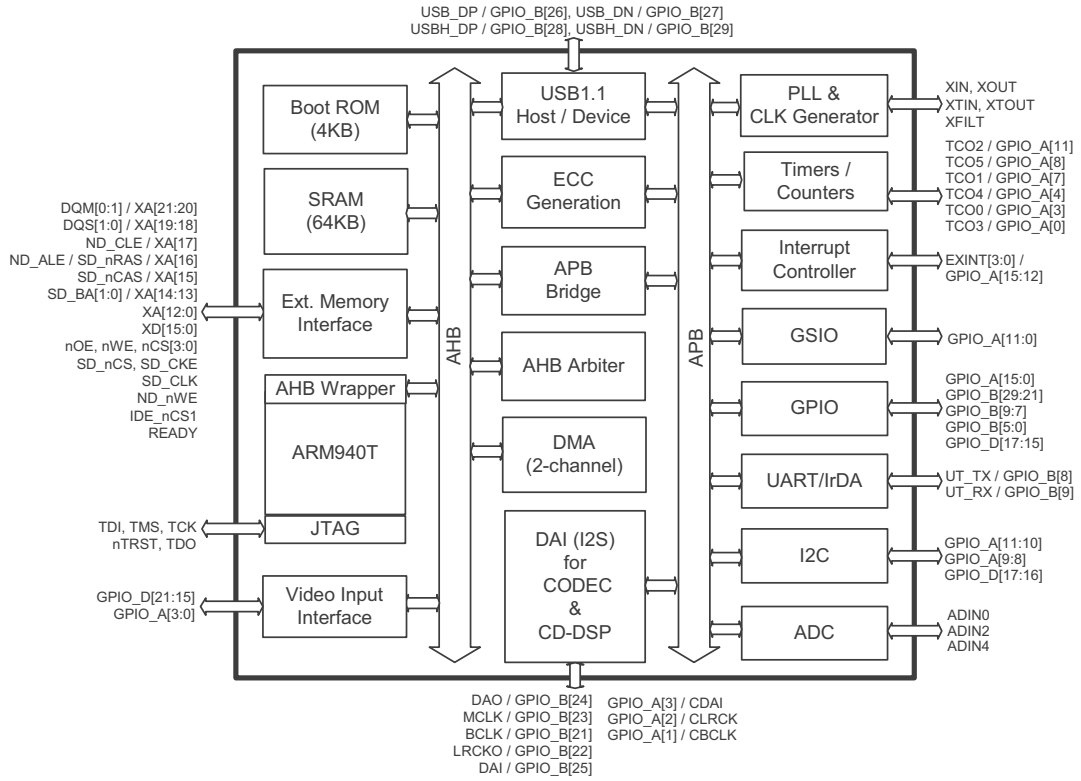 USB_DP / GPIO_B[26], USB_DN / GPIO_B[27]
USBH_DP / GPIO_B[28], USBH_DN / GPIO_B[29]
Boot ROM
(4KB)
SRAM
(64KB)
DQM[0:1] / XA[21:20]
DQS[1:0] / XA[19:18]
ND_CLE / XA[17]
ND_ALE / SD_nRAS / XA[16]
SD_nCAS / XA[15]
SD_BA[1:0] / XA[14:13]
XA[12:0]
XD[15:0]
nOE, nWE, nCS[3:0]
SD_nCS, SD_CKE
SD_CLK
ND_nWE
IDE_nCS1
READY
Ext. Memory
Interface
AHB Wrapper
ARM940T
JTAG
TDI, TMS, TCK
nTRST, TDO
GPIO_D[21:15]
GPIO_A[3:0]
Video Input
Interface
AHB
USB1.1
Host / Device
ECC
Generation
APB
Bridge
AHB Arbiter
DMA
(2-channel)
DAI (I2S)
for
CODEC
&
CD-DSP
APB
PLL &
CLK Generator
Timers /
Counters
Interrupt
Controller
GSIO
GPIO
UART/IrDA
I2C
ADC
XIN, XOUT
XTIN, XTOUT
XFILT
TCO2 / GPIO_A[11]
TCO5 / GPIO_A[8]
TCO1 / GPIO_A[7]
TCO4 / GPIO_A[4]
TCO0 / GPIO_A[3]
TCO3 / GPIO_A[0]
EXINT[3:0] /
GPIO_A[15:12]
GPIO_A[11:0]
GPIO_A[15:0]
GPIO_B[29:21]
GPIO_B[9:7]
GPIO_B[5:0]
GPIO_D[17:15]
UT_TX / GPIO_B[8]
UT_RX / GPIO_B[9]
GPIO_A[11:10]
GPIO_A[9:8]
GPIO_D[17:16]
ADIN0
ADIN2
ADIN4
DAO / GPIO_B[24]
MCLK / GPIO_B[23]
BCLK / GPIO_B[21]
LRCKO / GPIO_B[22]
DAI / GPIO_B[25]
GPIO_A[3] / CDAI
GPIO_A[2] / CLRCK
GPIO_A[1] / CBCLK